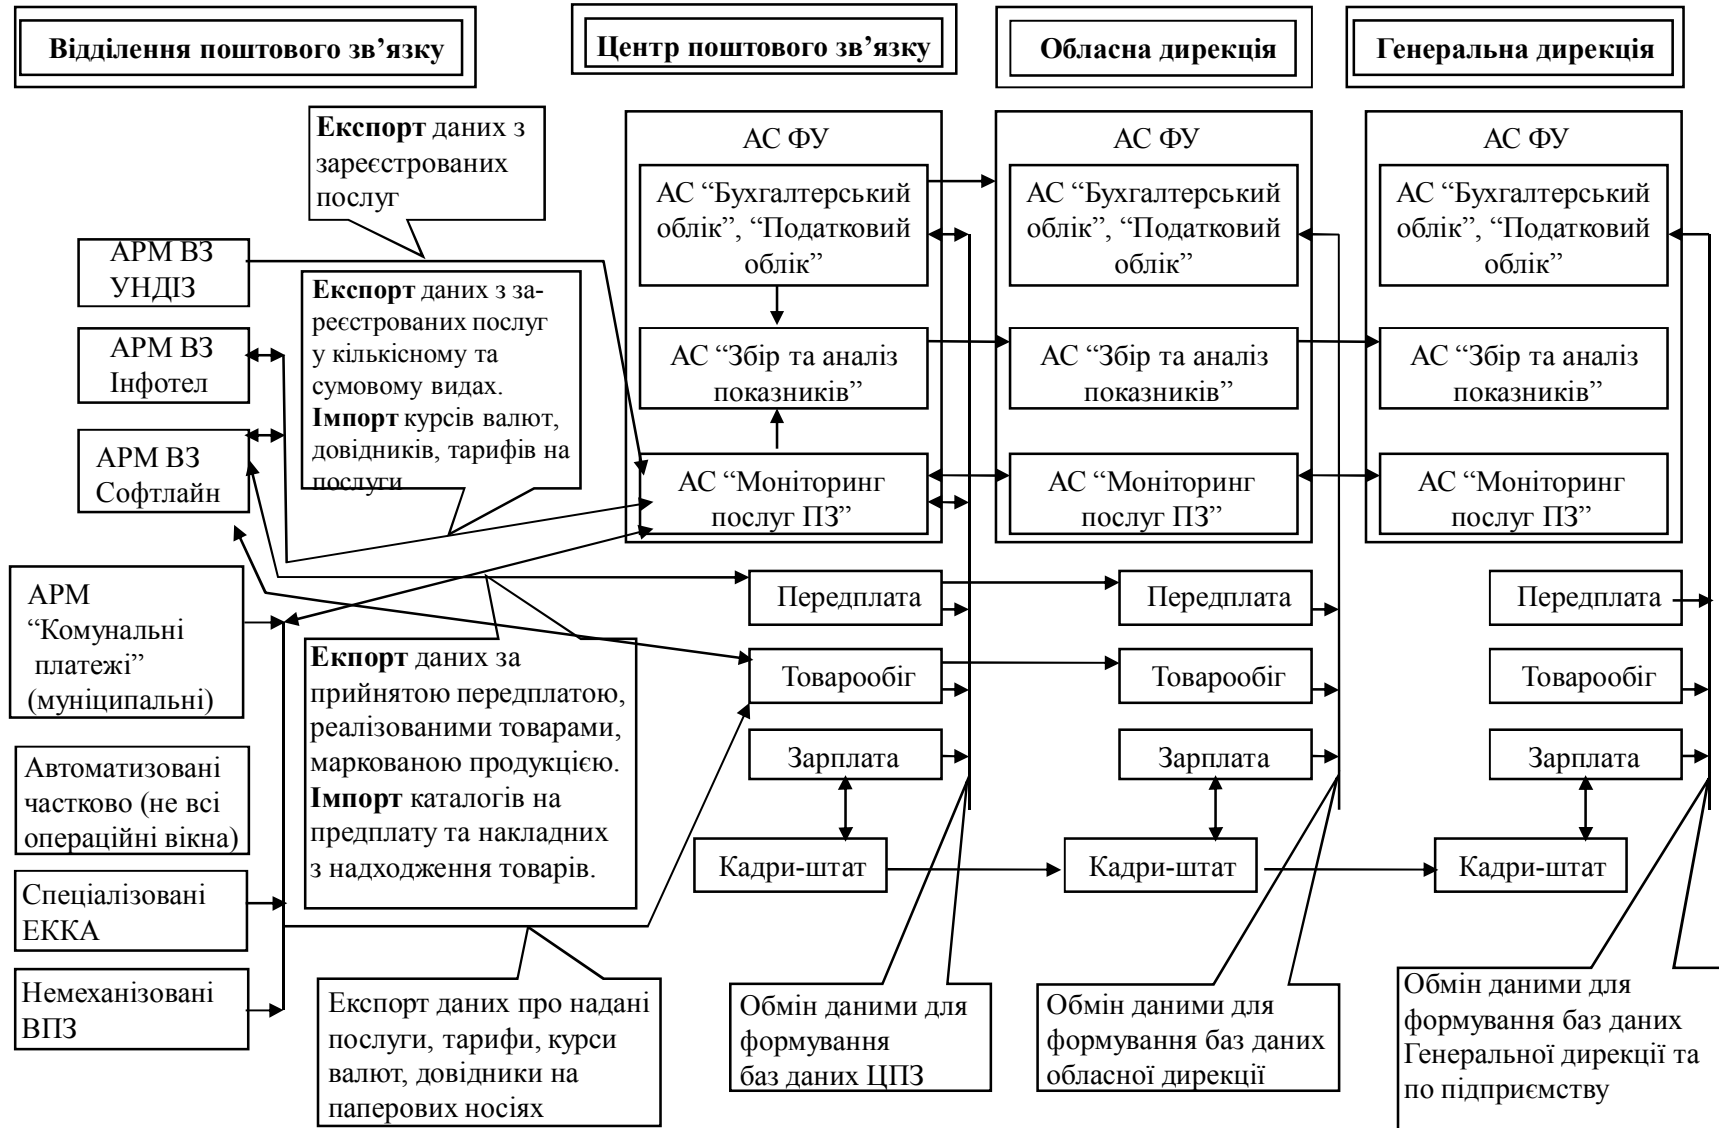 Відділення поштового зв’язку
Центр поштового зв’язку
Обласна дирекція
Генеральна дирекція
Експорт даних з
зареєстрованих
послуг
АРМ ВЗ
УНДІЗ
АРМ ВЗ
Інфотел
АРМ ВЗ
Софтлайн
АРМ
“Комунальні
платежі”
(муніципальні)
Автоматизовані
частково (не всі
операційні вікна)
Спеціалізовані
ЕККА
Немеханізовані
ВПЗ
Експорт даних з за-
реєстрованих послуг
у кількісному та
сумовому видах.
Імпорт курсів валют,
довідників, тарифів на
послуги
Екпорт даних за
прийнятою передплатою,
реалізованими товарами,
маркованою продукцією.
Імпорт каталогів на
предплату та накладних
з надходження товарів.
Експорт даних про надані
послуги, тарифи, курси
валют, довідники на
паперових носіях
АС ФУ
АС “Бухгалтерський
облік”, “Податковий
облік”
АС “Збір та аналіз
показників”
АС “Моніторинг
послуг ПЗ”
Передплата
Товарообіг
Зарплата
Кадри-штат
Обмін даними для
формування
баз даних ЦПЗ
АС ФУ
АС “Бухгалтерський
облік”, “Податковий
облік”
АС “Збір та аналіз
показників”
АС “Моніторинг
послуг ПЗ”
Передплата
Товарообіг
Зарплата
Кадри-штат
Обмін даними для
формування баз даних
обласної дирекції
АС ФУ
АС “Бухгалтерський
облік”, “Податковий
облік”
АС “Збір та аналіз
показників”
АС “Моніторинг
послуг ПЗ”
Передплата
Товарообіг
Зарплата
Кадри-штат
Обмін даними для
формування баз даних
Генеральної дирекції та
по підприємству